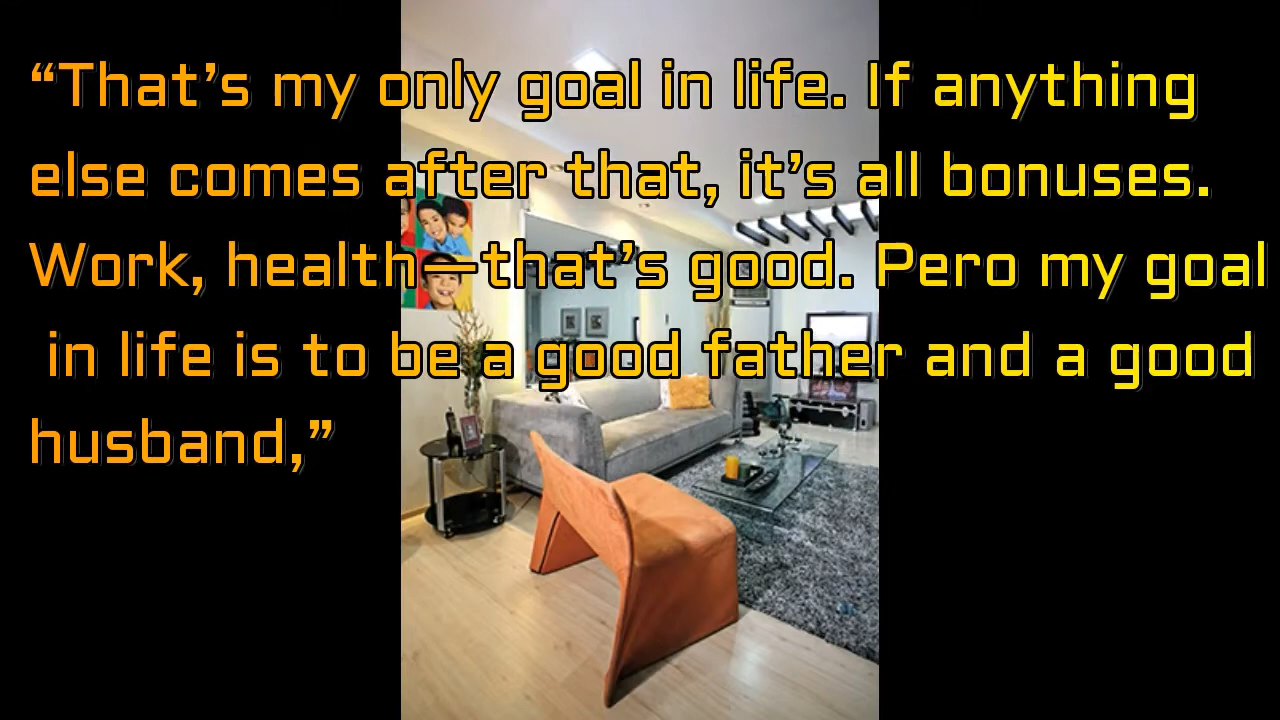 “That’s my only goal in life. If anything
else comes after that, it’s all bonuses.
Work, health—that’s good. Pero my goal
in life is to be a good father and a good
husband,”